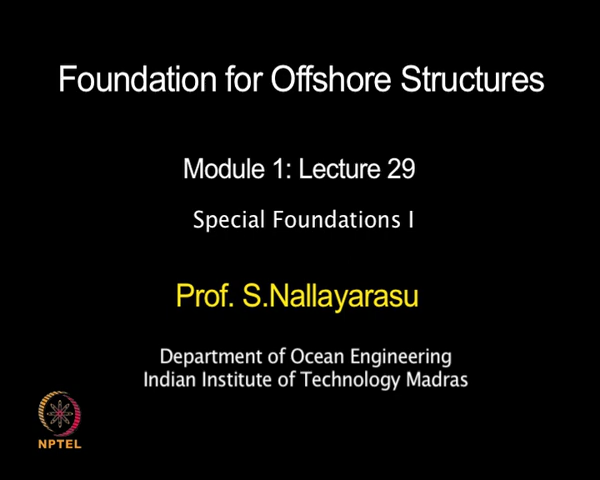 Foundation for Offshore Structures
Module 1: Lecture 29
Special Foundations I
Prof. S.Nallayarasu
Department of Ocean Engineering
Indian Institute of Technology Madras
NPTEL